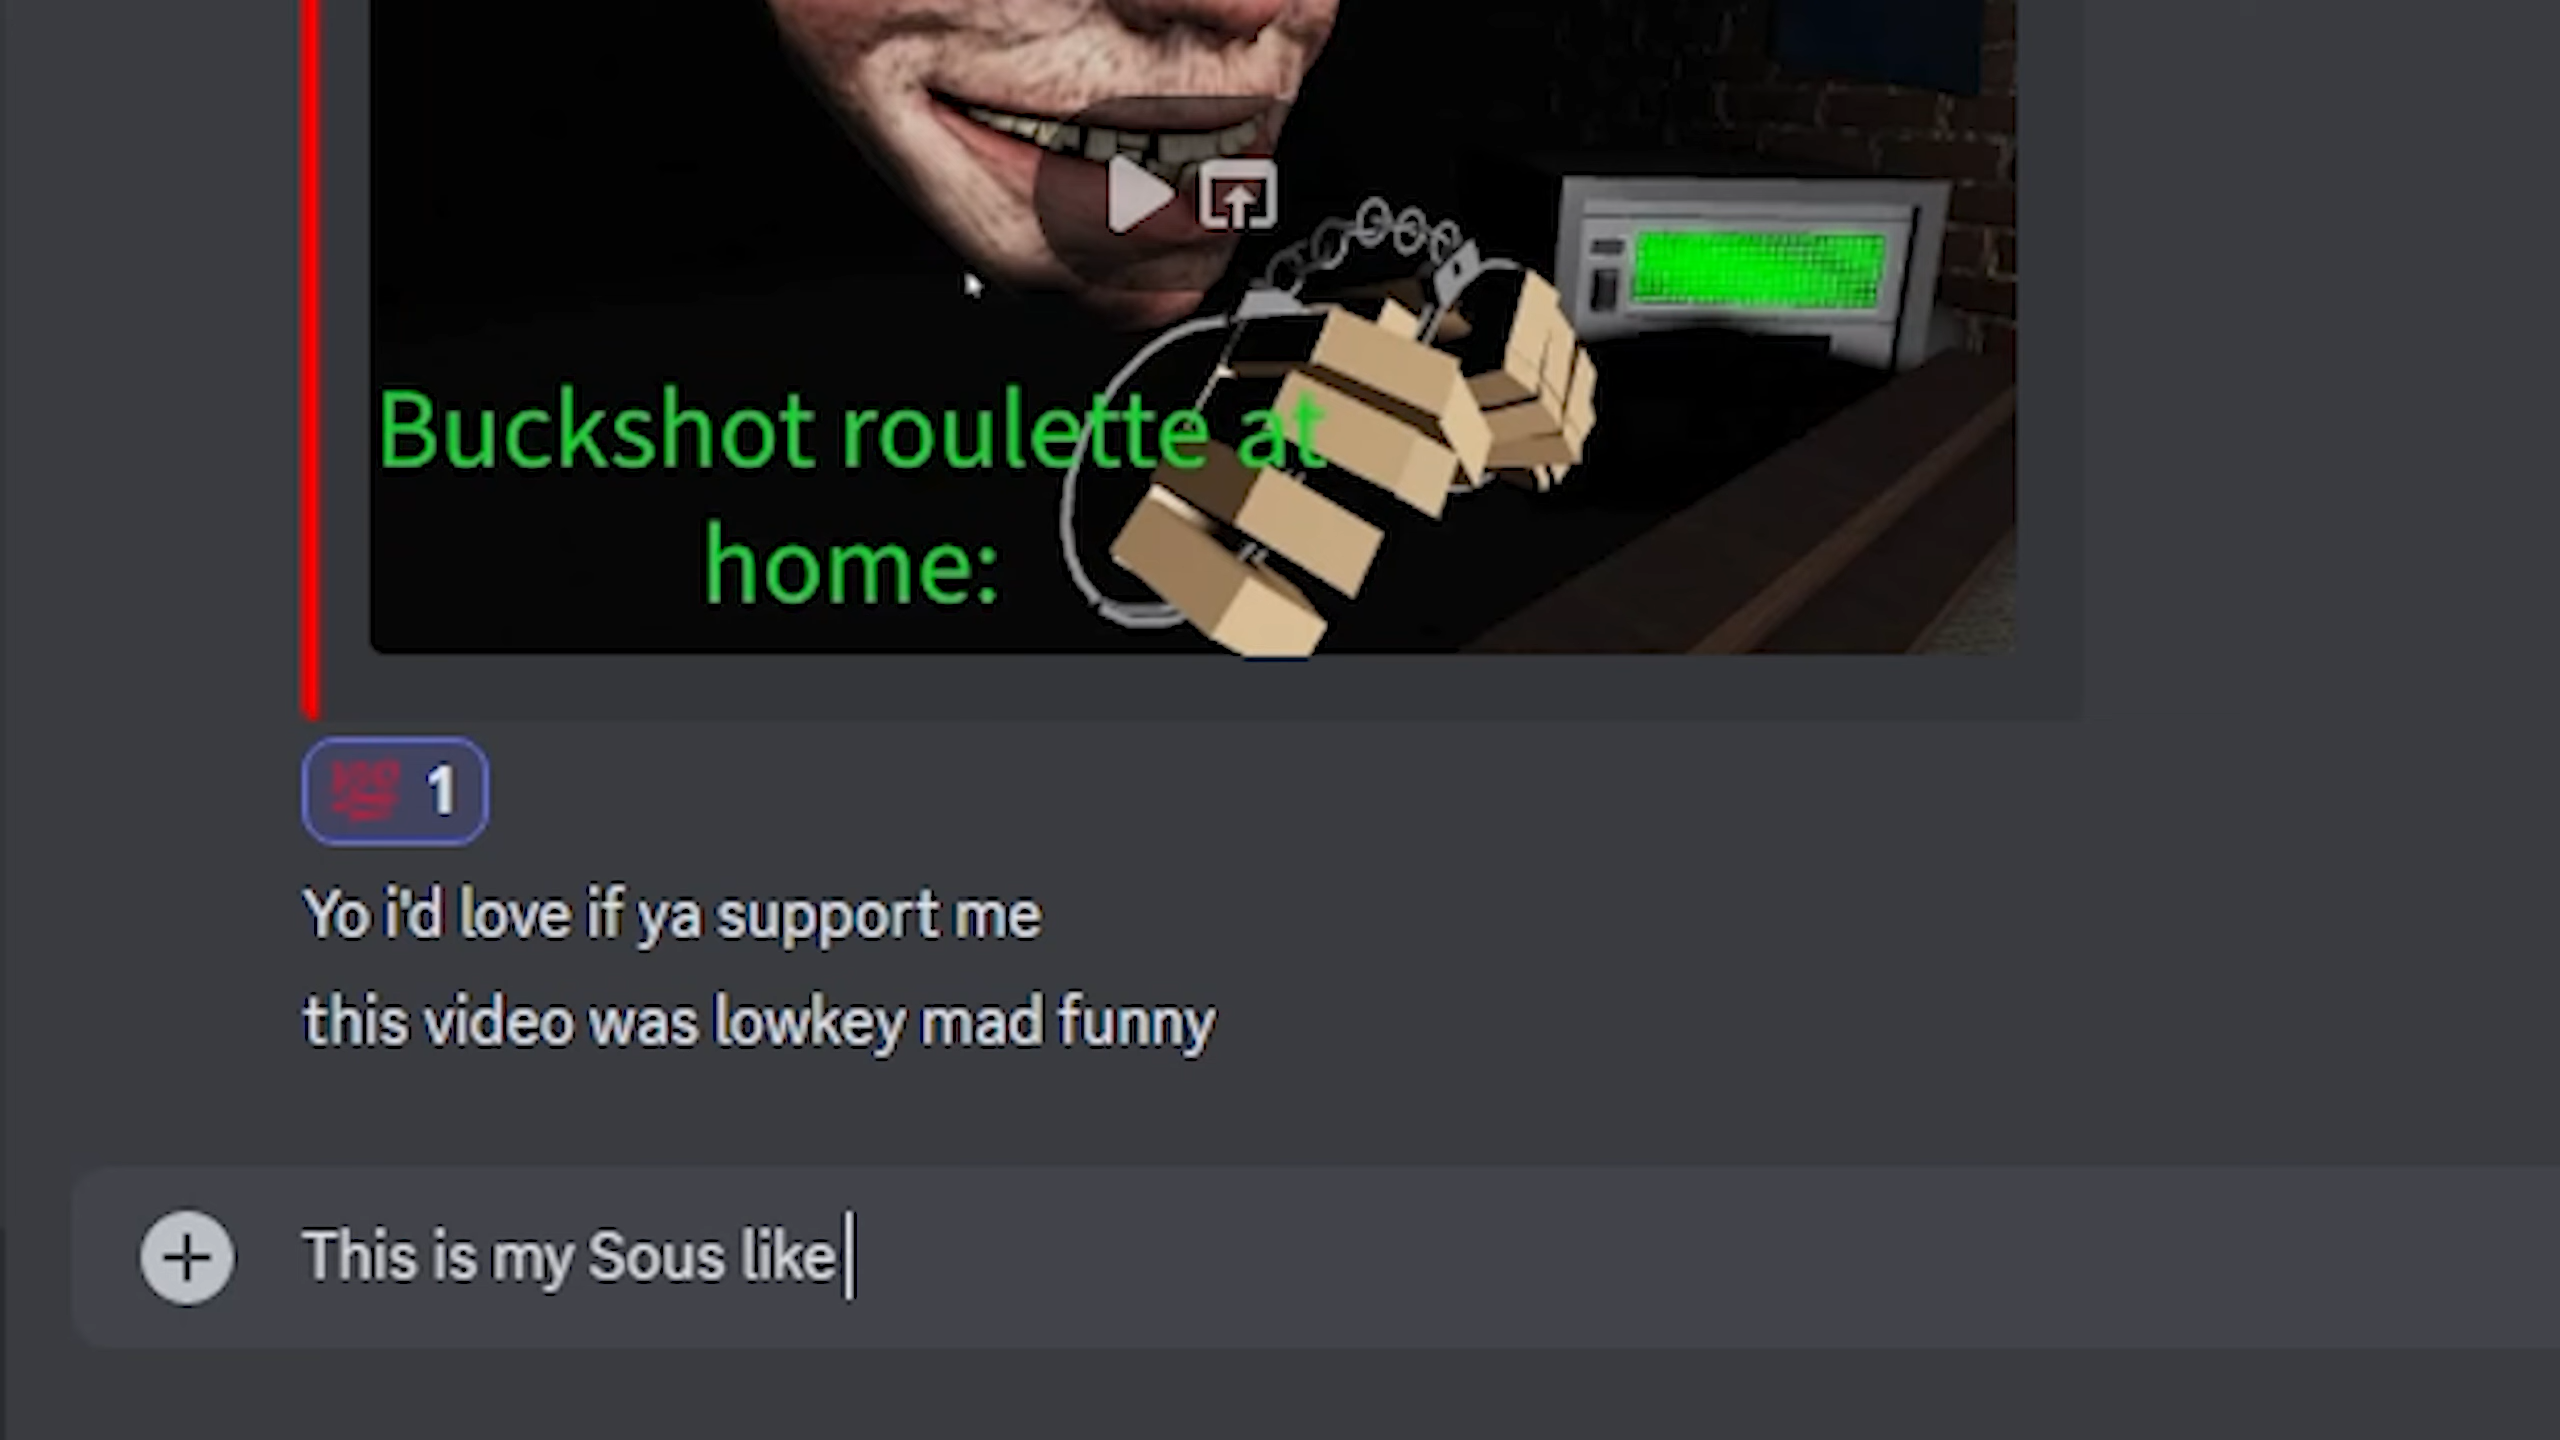 Buckshot roulette at
home:
💯 1
Yo i'd love if ya support me
this video was lowkey mad funny
This is my Sous like